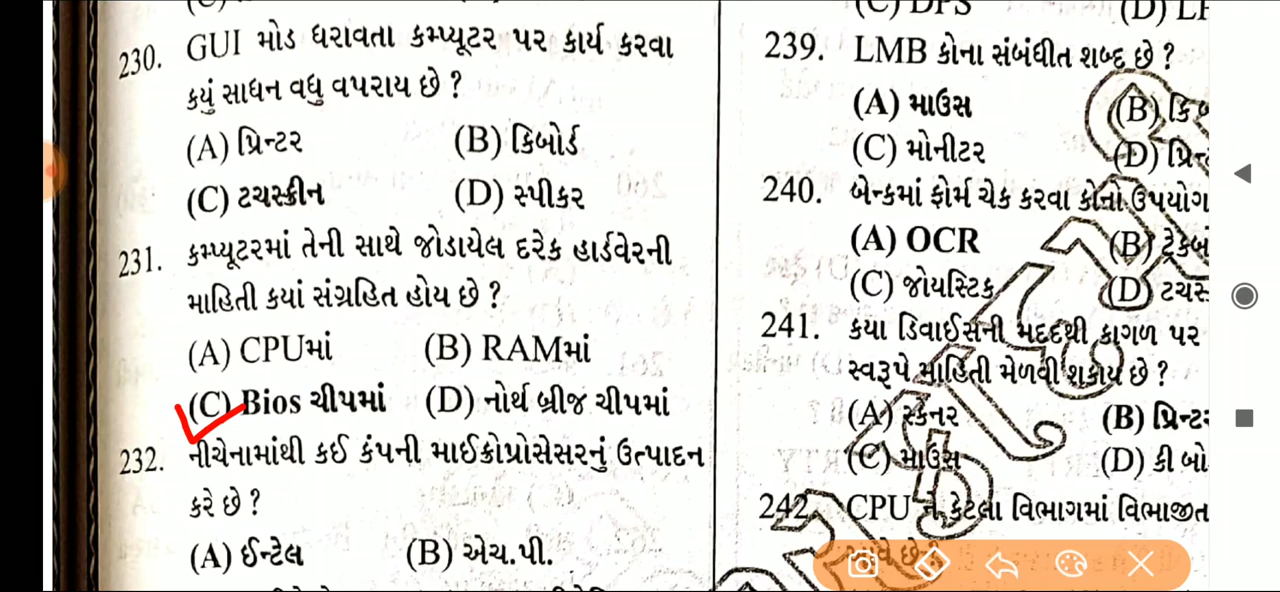 230. GUI મોડ ધરાવતા કમ્પ્યૂટર પર કાર્ય કરવા
કયું સાધન વધુ વપરાય છે ?
(A) પ્રિન્ટર (B) કિબોર્ડ
(C) ટચસ્ક્રીન (D) સ્પીકર
231. કમ્પ્યૂટરમાં તેની સાથે જોડાયેલ દરેક હાર્ડવેરની
માહિતી કયાં સંગ્રહિત હોય છે ?
(A) CPUમાં (B) RAMમાં
(C) Bios ચીપમાં (D) નોર્થ બ્રીજ ચીપમાં
232. નીચેનામાંથી કઈ કંપની માઈક્રોપ્રોસેસરનું ઉત્પાદન
કરે છે ?
(A) ઈન્ટેલ (B) એચ.પી.
(C) DPS (D)
239. LMB કોના સંબંધીત શબ્દ છે ?
(A) માઉસ (B)
(C) મોનીટર (D)
240. બેન્કમાં ફોર્મ ચેક કરવા કોનો ઉપયોગ
(A) OCR (B)
(C) જોયસ્ટિક (D)
241. કયા ડિવાઈસની મદદથી કાગળ પર
સ્વરૂપે માહિતી મેળવી શકાય છે ?
(A) સ્કેનર (B)
(C) માઉસ (D) કી
242. CPU ને કેટલા વિભાગમાં વિભાજીત